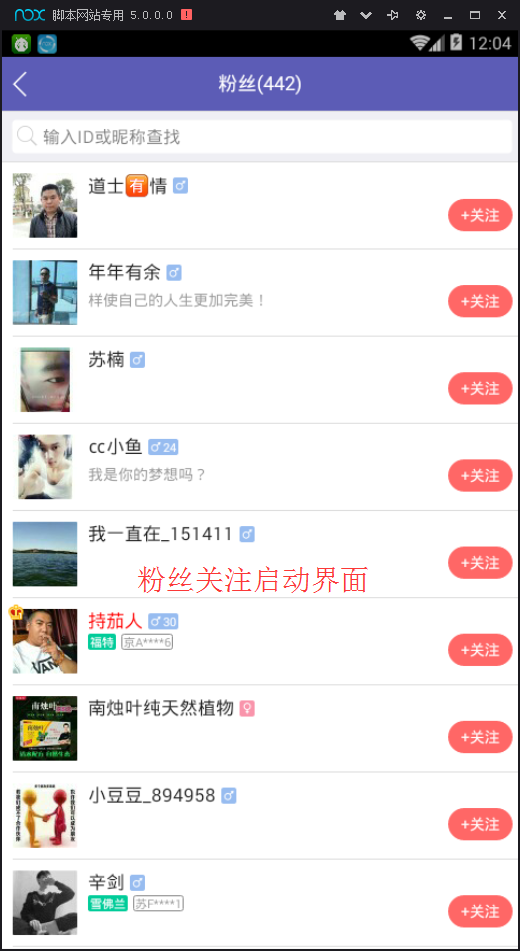 nox 脚本网站专用 5.0.0.0
12:04
粉丝(442)
输入ID或昵称查找
道士有情
+关注
年年有余
样使自己的人生更加完美！
+关注
苏楠
+关注
cc小鱼 24
我是你的梦想吗？
+关注
我一直在_151411
+关注
粉丝关注启动界面
持茄人 30
福特 京A****6
+关注
南烛叶纯天然植物
南烛叶
+关注
小豆豆_894958
+关注
辛剑
雪佛兰 苏F****1
+关注